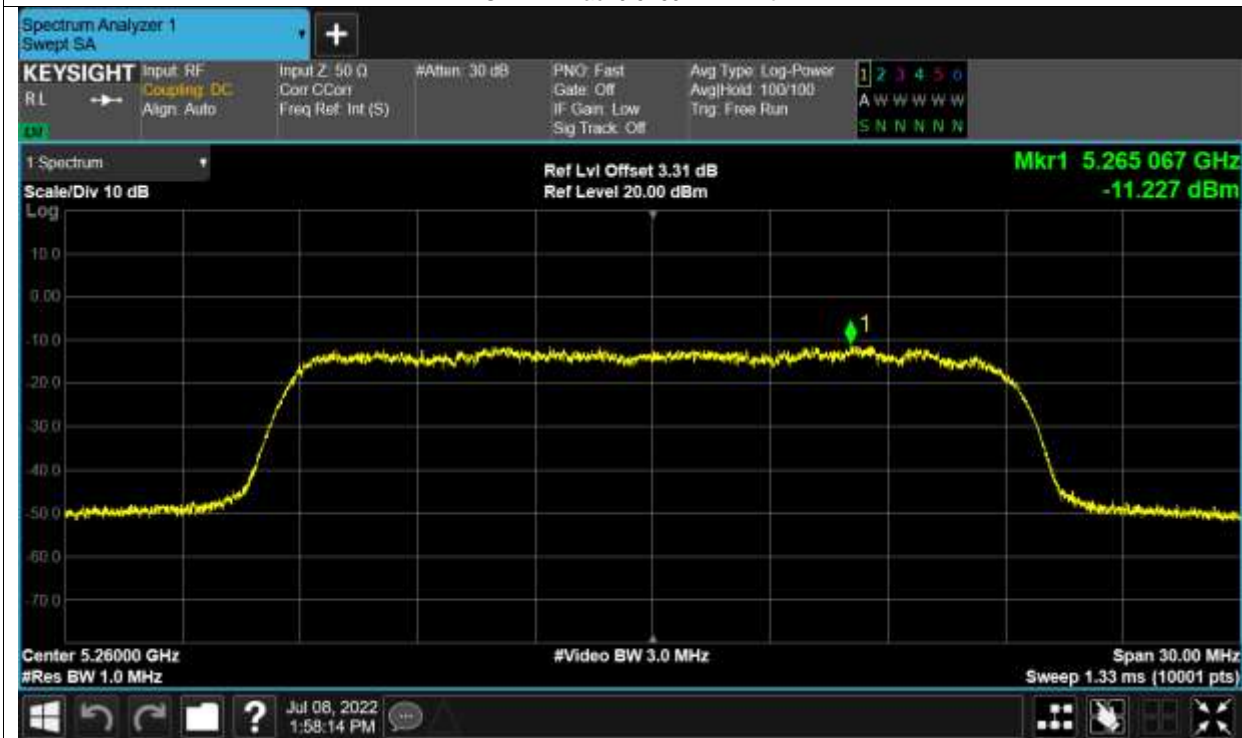 Spectrum Analyzer 1
Swept SA
+
KEYSIGHT
RL
Input: RF
Coupling: DC
Align: Auto
Input Z: 50 Ω
Corr CCorr
Freq Ref: Int (S)
#Atten: 30 dB
PNO: Fast
Gate: Off
IF Gain: Low
Sig Track: Off
Avg Type: Log-Power
Avg|Hold: 100/100
Trig: Free Run
1 2 3 4 5 6
A W W W W W
S N N N N N
1 Spectrum
Scale/Div 10 dB
Log
Ref Lvl Offset 3.31 dB
Ref Level 20.00 dBm
Mkr1 5.265 067 GHz
-11.227 dBm
10.0
0.00
-10.0
-20.0
-30.0
-40.0
-50.0
-60.0
-70.0
1
Center 5.26000 GHz
#Res BW 1.0 MHz
#Video BW 3.0 MHz
Span 30.00 MHz
Sweep 1.33 ms (10001 pts)
?
Jul 08, 2022
1:58:14 PM